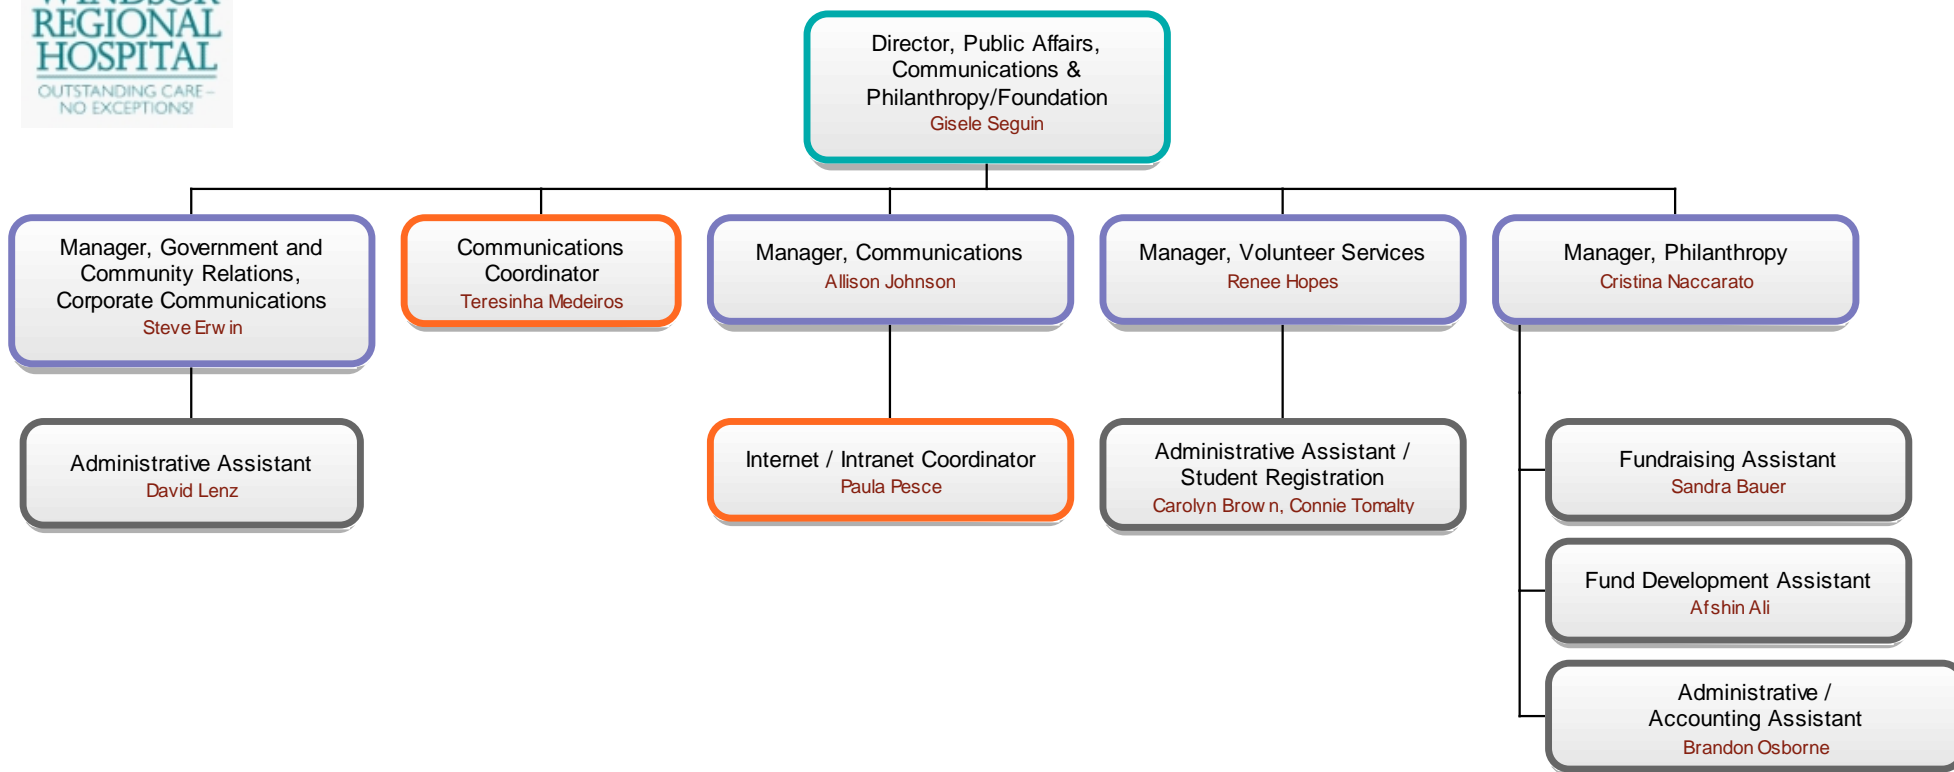 WINDSOR
REGIONAL
HOSPITAL
OUTSTANDING CARE –
NO EXCEPTIONS!
Director, Public Affairs,
Communications &
Philanthropy/Foundation
Gisele Seguin
Manager, Government and
Community Relations,
Corporate Communications
Steve Erwin
Communications
Coordinator
Teresinha Medeiros
Manager, Communications
Allison Johnson
Manager, Volunteer Services
Renee Hopes
Manager, Philanthropy
Cristina Naccarato
Administrative Assistant
David Lenz
Internet / Intranet Coordinator
Paula Pesce
Administrative Assistant /
Student Registration
Carolyn Brown, Connie Tomalty
Fundraising Assistant
Sandra Bauer
Fund Development Assistant
Afshin Ali
Administrative /
Accounting Assistant
Brandon Osborne